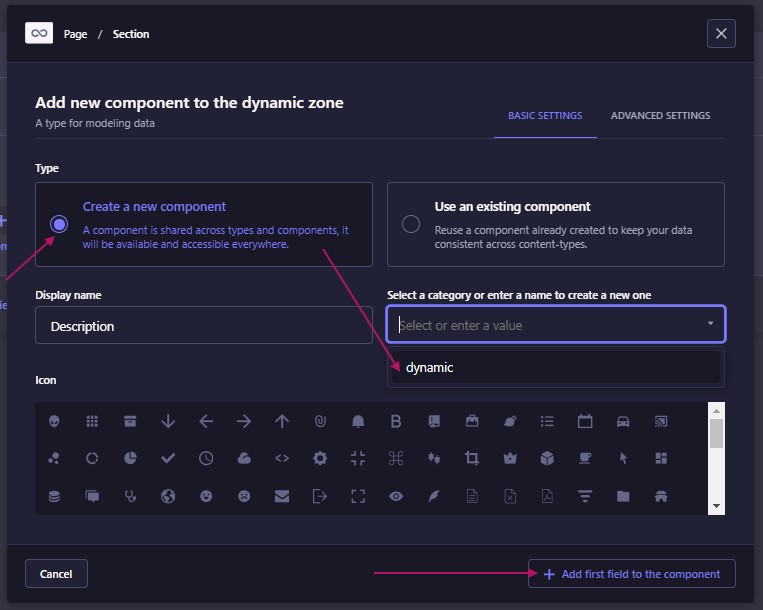 Page / Section
Add new component to the dynamic zone
A type for modeling data
BASIC SETTINGS
ADVANCED SETTINGS
Type
Create a new component
A component is shared across types and components, it
will be available and accessible everywhere.
Use an existing component
Reuse a component already created to keep your data
consistent across content-types.
Display name
Description
Select a category or enter a name to create a new one
Select or enter a value
dynamic
Icon
Cancel
Add first field to the component